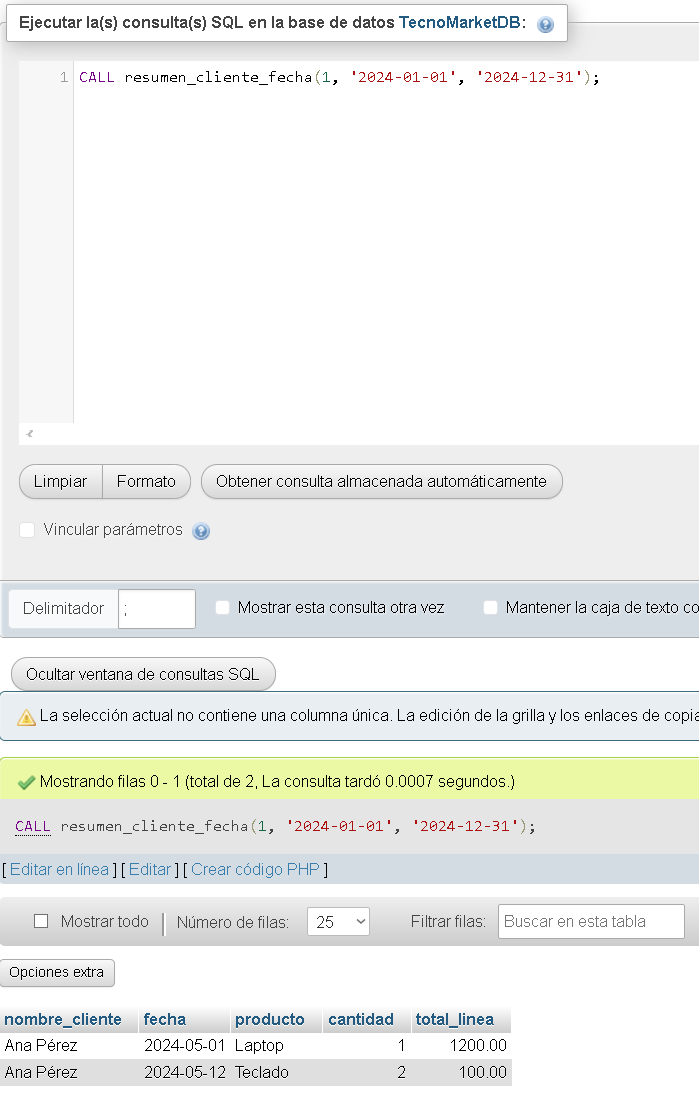 Ejecutar la(s) consulta(s) SQL en la base de datos TecnoMarketDB:
1 CALL resumen_cliente_fecha(1, '2024-01-01', '2024-12-31');
Limpiar Formato Obtener consulta almacenada automáticamente
Vincular parámetros
Delimitador ; Mostrar esta consulta otra vez Mantener la caja de texto co
Ocultar ventana de consultas SQL
La selección actual no contiene una columna única. La edición de la grilla y los enlaces de copia
Mostrando filas 0 - 1 (total de 2, La consulta tardó 0.0007 segundos.)
CALL resumen_cliente_fecha(1, '2024-01-01', '2024-12-31');
[ Editar en línea ] [ Editar ] [ Crear código PHP ]
Mostrar todo Número de filas: 25 Filtrar filas: Buscar en esta tabla
Opciones extra
nombre_cliente fecha producto cantidad total_linea
Ana Pérez 2024-05-01 Laptop 1 1200.00
Ana Pérez 2024-05-12 Teclado 2 100.00